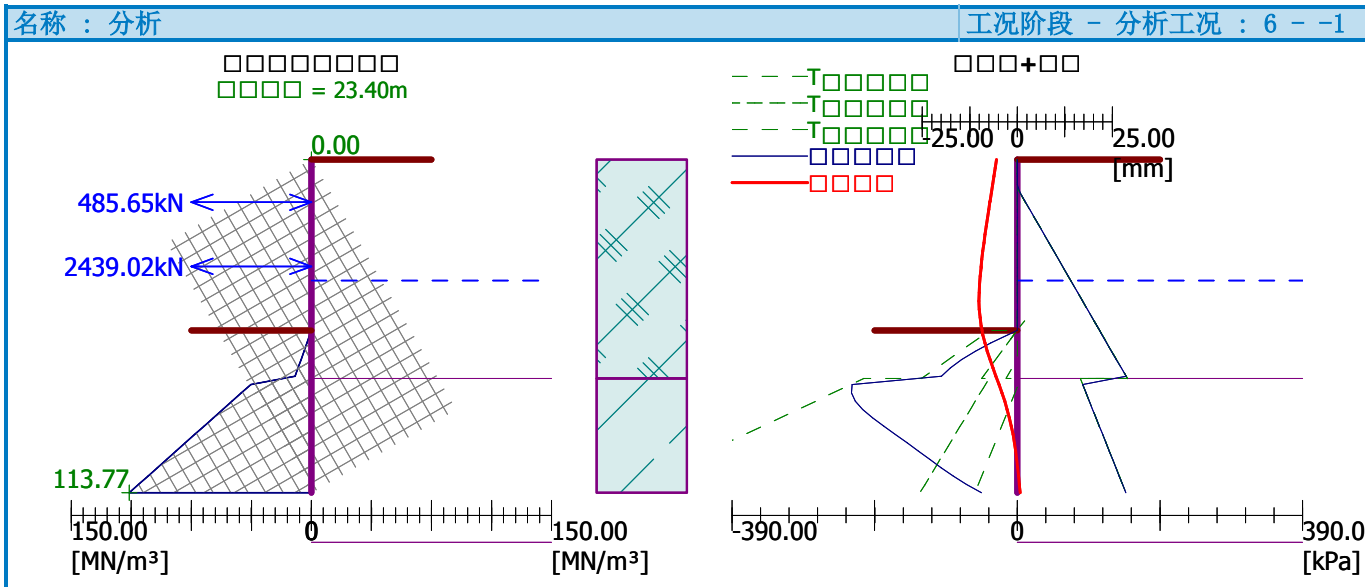 名称 : 分析
工况阶段 - 分析工况 : 6 - -1
□□□□□□□□
□□□□ = 23.40m
0.00
485.65kN
2439.02kN
113.77
150.00
0
150.00
[MN/m³]
[MN/m³]
T□□□□□
T□□□□□
T□□□□□
□□□□□
□□□□
□□□+□□
-25.00
0
25.00
[mm]
-390.00
0
390.0
[kPa]